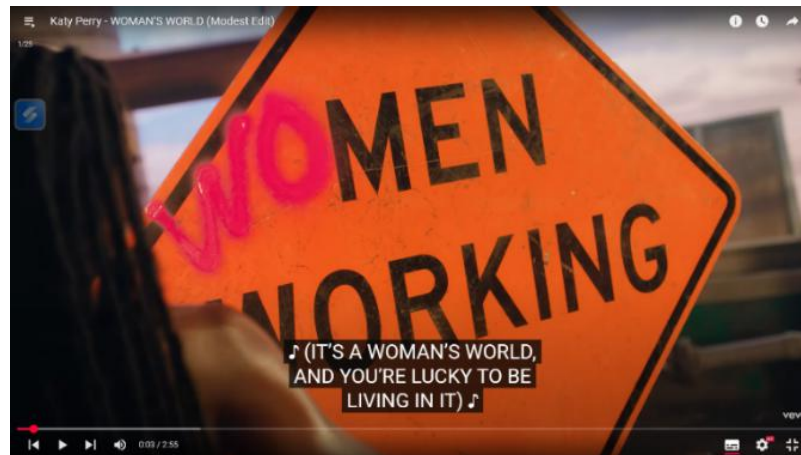 Katy Perry - WOMAN'S WORLD (Modest Edit)
1/25
WOMEN
WORKING
♪ (IT'S A WOMAN'S WORLD,
AND YOU'RE LUCKY TO BE
LIVING IN IT) ♪
vevo
0:03 / 2:55